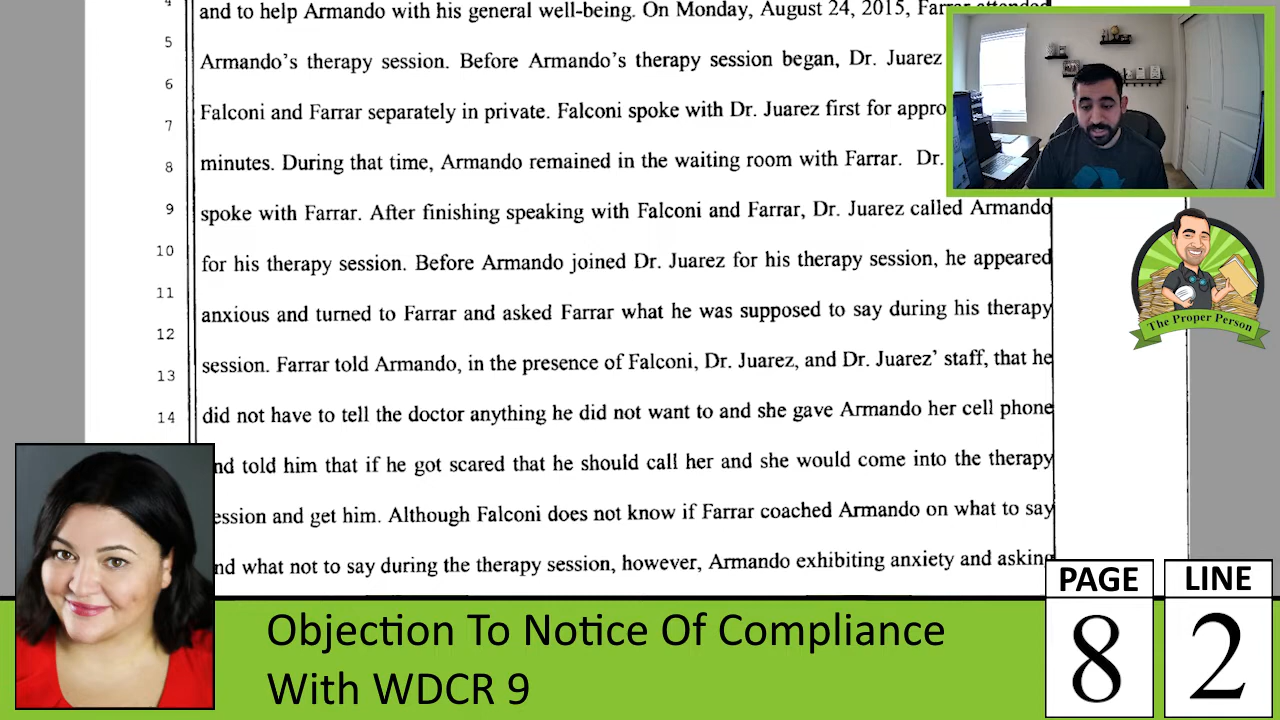 4
and to help Armando with his general well-being. On Monday, August 24, 2015, Farrar attended
5
Armando's therapy session. Before Armando's therapy session began, Dr. Juarez
6
Falconi and Farrar separately in private. Falconi spoke with Dr. Juarez first for
7
8
minutes. During that time, Armando remained in the waiting room with Farrar. Dr.
9
spoke with Farrar. After finishing speaking with Falconi and Farrar, Dr. Juarez called Armando
10
for his therapy session. Before Armando joined Dr. Juarez for his therapy session, he appeared
11
anxious and turned to Farrar and asked Farrar what he was supposed to say during his therapy
12
session. Farrar told Armando, in the presence of Falconi, Dr. Juarez, and Dr. Juarez' staff, that he
13
did not have to tell the doctor anything he did not want to and she gave Armando her cell phone
14
told him that if he got scared that he should call her and she would come into the therapy
and get him. Although Falconi does not know if Farrar coached Armando on what to say
what not to say during the therapy session, however, Armando exhibiting anxiety and asking
The Proper Person
PAGE
8
LINE
2
Objection To Notice Of Compliance
With WDCR 9